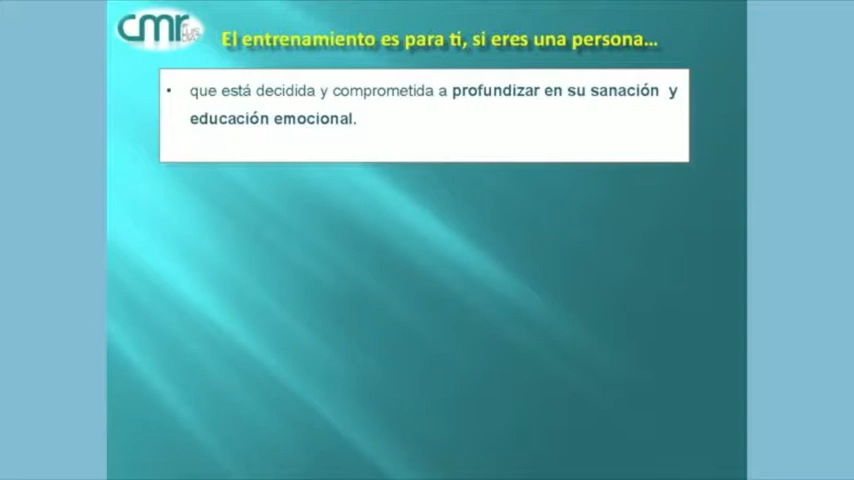 cmr
El entrenamiento es para ti, si eres una persona...
• que está decidida y comprometida a profundizar en su sanación y
educación emocional.